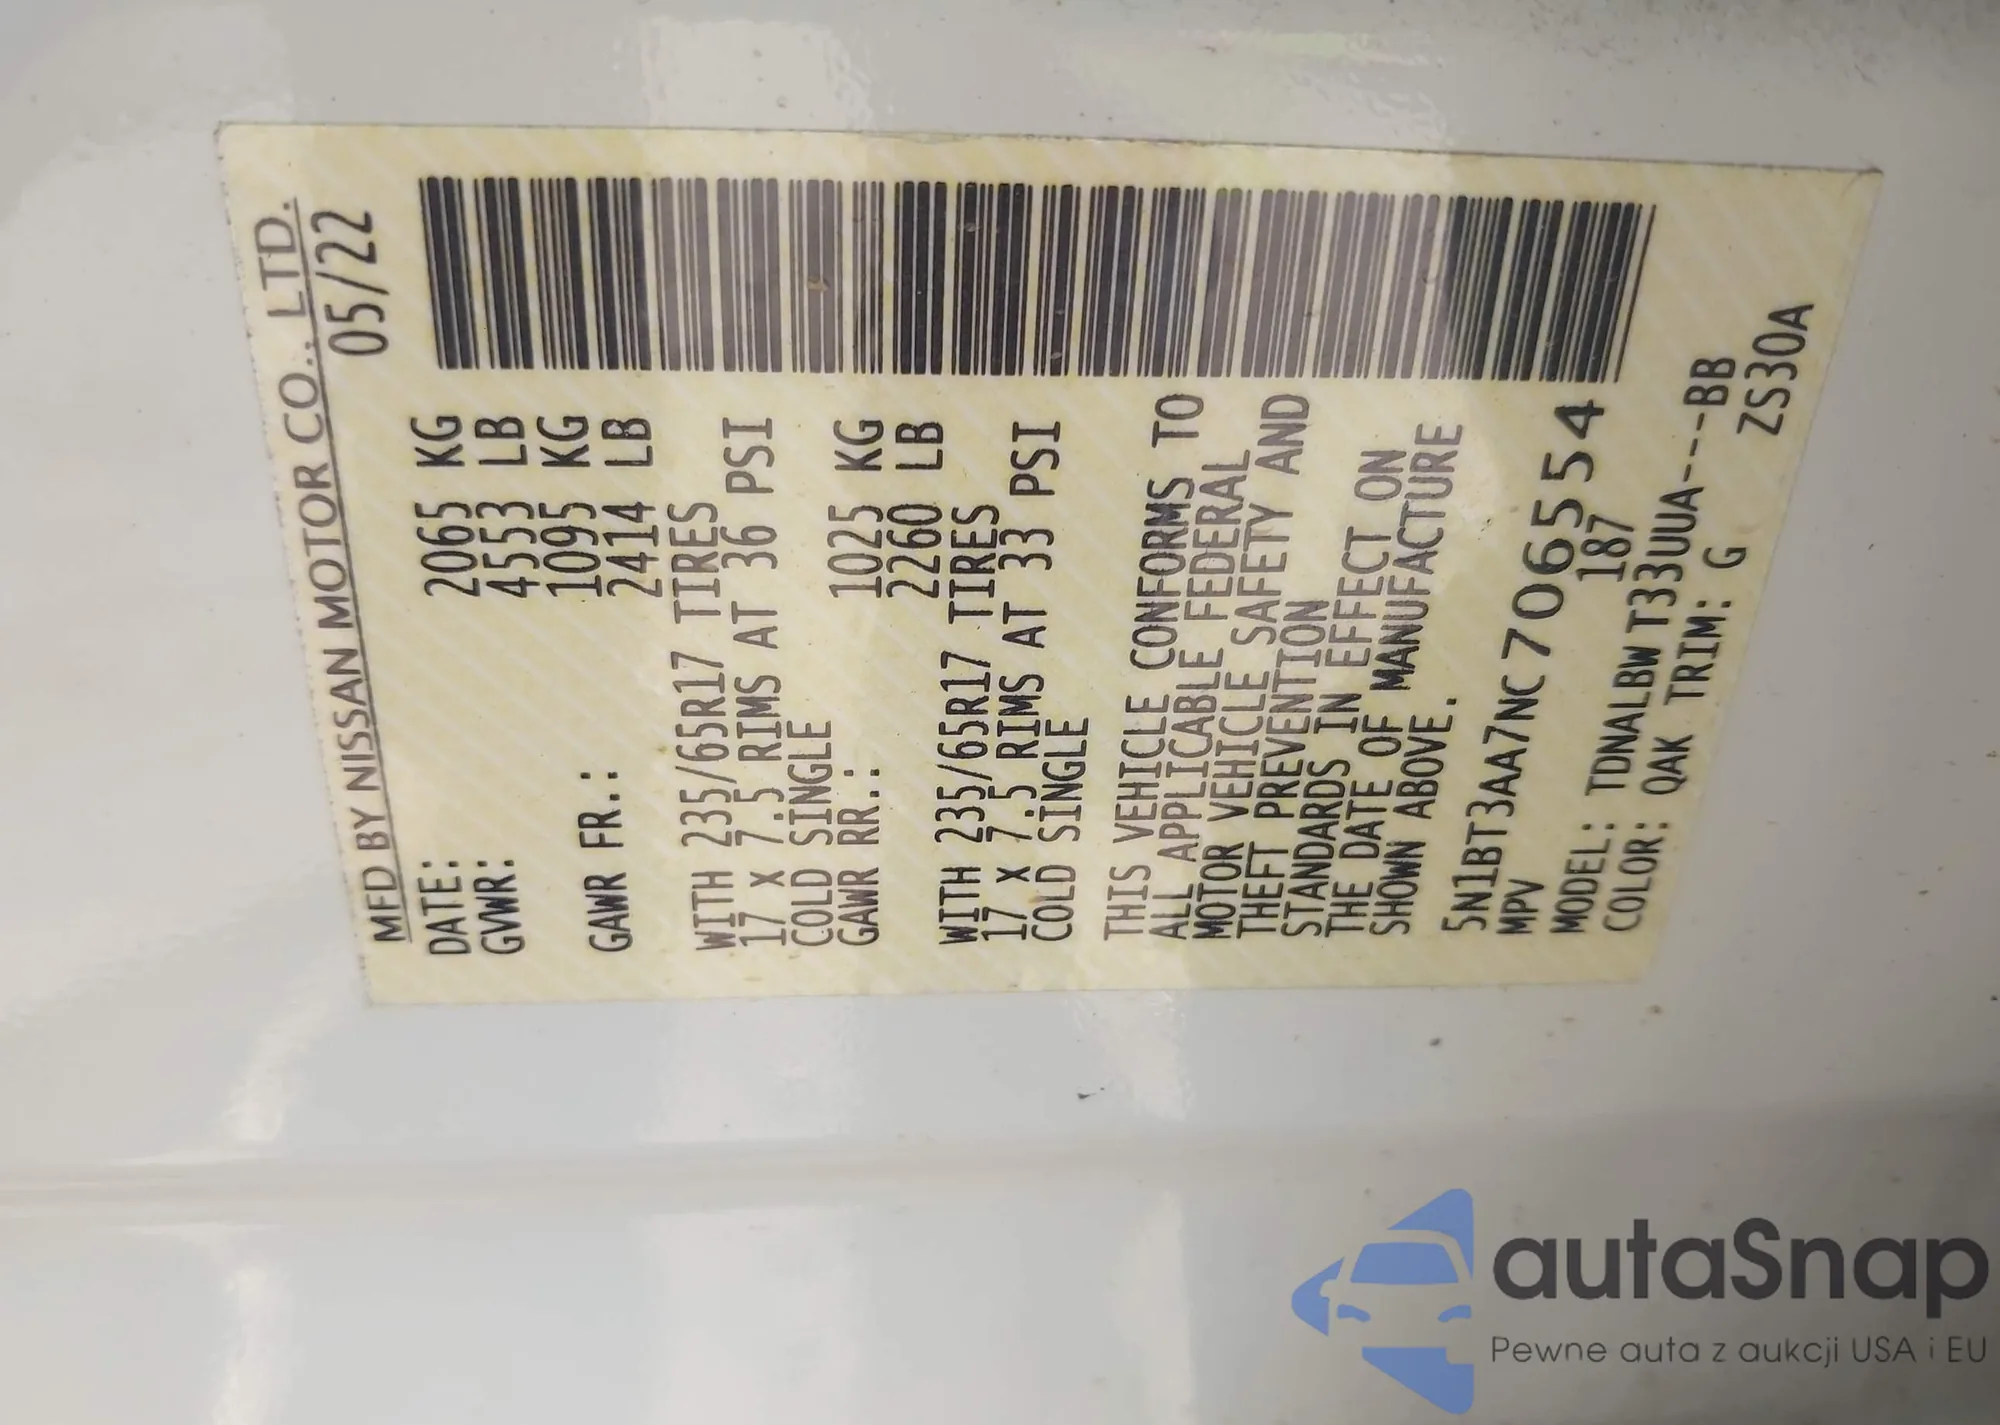 MFD BY NISSAN MOTOR CO., LTD.
DATE: 05/22
GVWR: 2065 KG
4553 LB
1095 KG
GAWR FR.: 2414 LB
WITH 235/65R17 TIRES
17 X 7.5 RIMS AT 36 PSI
COLD SINGLE
GAWR RR.: 1025 KG
2260 LB
WITH 235/65R17 TIRES
17 X 7.5 RIMS AT 33 PSI
COLD SINGLE
THIS VEHICLE CONFORMS TO
ALL APPLICABLE FEDERAL
MOTOR VEHICLE SAFETY AND
THEFT PREVENTION
STANDARDS IN EFFECT ON
THE DATE OF MANUFACTURE
SHOWN ABOVE.
5N1BT3AA7NC706554
MPV 187
MODEL: TDNALBWT33UUA---BB
COLOR: QAK TRIM: G ZS30A
autaSnap
Pewne auta z aukcji USA i EU